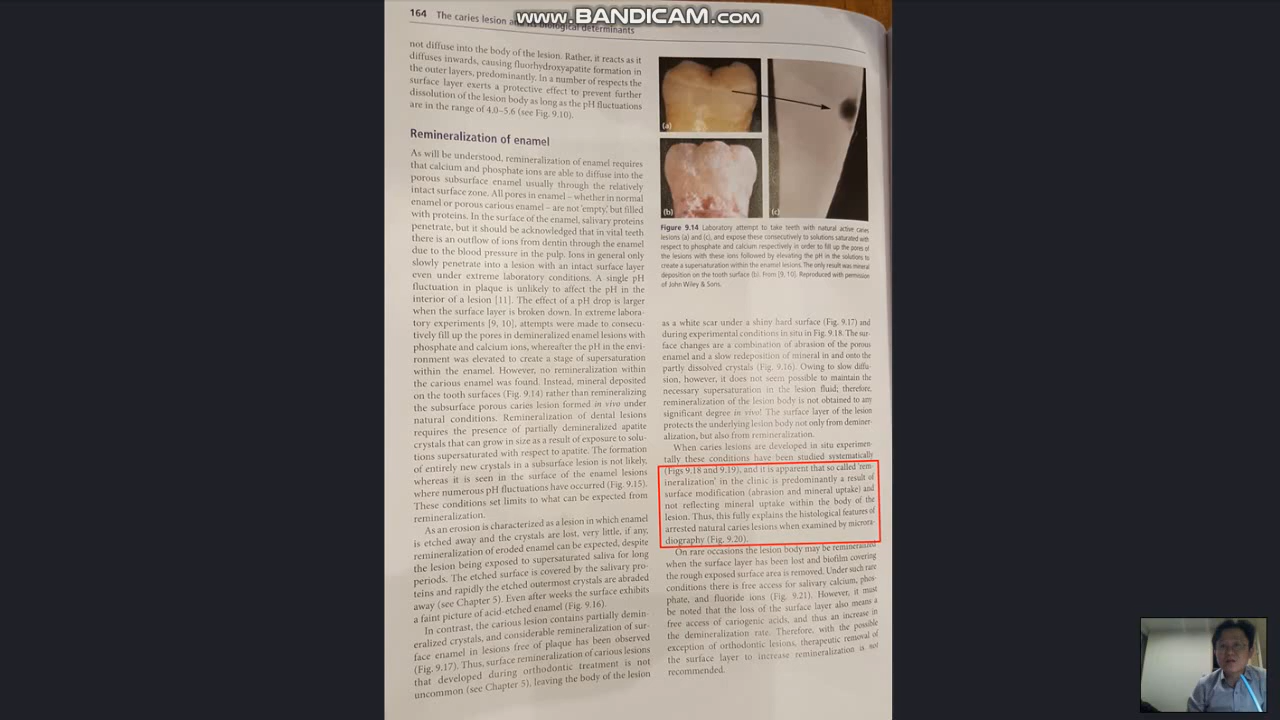 www.BANDICAM.com
164 The caries lesion and its biological determinants
not diffuse into the body of the lesion. Rather, it reacts as it
diffuses inwards, causing fluorhydroxyapatite formation in
the outer layers, predominantly. In a number of respects the
surface layer exerts a protective effect to prevent further
dissolution of the lesion body as long as the pH fluctuations
are in the range of 4.0–5.6 (see Fig. 9.10).
Remineralization of enamel
As will be understood, remineralization of enamel requires
that calcium and phosphate ions are able to diffuse into the
porous subsurface enamel usually through the relatively
intact surface zone. All pores in enamel – whether in normal
enamel or porous carious enamel – are not 'empty', but filled
with proteins. In the surface of the enamel, salivary proteins
penetrate, but it should be acknowledged that in vital teeth
there is an outflow of ions from dentin through the enamel
due to the blood pressure in the pulp. Ions in general only
slowly penetrate into a lesion with an intact surface layer
even under extreme laboratory conditions. A single pH
fluctuation in plaque is unlikely to affect the pH in the
interior of a lesion [11]. The effect of a pH drop is larger
when the surface layer is broken down. In extreme labora-
tory experiments [9, 10], attempts were made to consecu-
tively fill up the pores in demineralized enamel lesions with
phosphate and calcium ions, whereafter the pH in the envi-
ronment was elevated to create a stage of supersaturation
within the enamel. However, no remineralization within
the carious enamel was found. Instead, mineral deposited
on the tooth surfaces (Fig. 9.14) rather than remineralizing
the subsurface porous caries lesion formed in vivo under
natural conditions. Remineralization of dental lesions
requires the presence of partially demineralized apatite
crystals that can grow in size as a result of exposure to solu-
tions supersaturated with respect to apatite. The formation
of entirely new crystals in a subsurface lesion is not likely,
whereas it is seen in the surface of the enamel lesions
where numerous pH fluctuations have occurred (Fig. 9.15).
These conditions set limits to what can be expected from
remineralization.
As an erosion is characterized as a lesion in which enamel
is etched away and the crystals are lost, very little, if any,
remineralization of eroded enamel can be expected, despite
the lesion being exposed to supersaturated saliva for long
periods. The etched surface is covered by the salivary pro-
teins and rapidly the etched outermost crystals are abraded
away (see Chapter 5). Even after weeks the surface exhibits
a faint picture of acid-etched enamel (Fig. 9.16).
In contrast, the carious lesion contains partially demin-
eralized crystals, and considerable remineralization of sur-
face enamel in lesions free of plaque has been observed
(Fig. 9.17). Thus, surface remineralization of carious lesions
that developed during orthodontic treatment is not
uncommon (see Chapter 5), leaving the body of the lesion
(a)
(b)
(c)
Figure 9.14 Laboratory attempt to take teeth with natural active caries
lesions (a) and (c), and expose these consecutively to solutions saturated with
respect to phosphate and calcium respectively in order to fill up the pores of
the lesions with these ions followed by elevating the pH in the solutions to
create a supersaturation within the enamel lesions. The only result was mineral
deposition on the tooth surface (b). From [9, 10]. Reproduced with permission
of John Wiley & Sons.
as a white scar under a shiny hard surface (Fig. 9.17) and
during experimental conditions in situ in Fig. 9.18. The sur-
face changes are a combination of abrasion of the porous
enamel and a slow redeposition of mineral in and onto the
partly dissolved crystals (Fig. 9.16). Owing to slow diffu-
sion, however, it does not seem possible to maintain the
necessary supersaturation in the lesion fluid; therefore,
remineralization of the lesion body is not obtained to any
significant degree in vivo! The surface layer of the lesion
protects the underlying lesion body not only from deminer-
alization, but also from remineralization.
When caries lesions are developed in situ experimen-
tally these conditions have been studied systematically
(Figs 9.18 and 9.19), and it is apparent that so called 'rem-
ineralization' in the clinic is predominantly a result of
surface modification (abrasion and mineral uptake) and
not reflecting mineral uptake within the body of the
lesion. Thus, this fully explains the histological features of
arrested natural caries lesions when examined by microra-
diography (Fig. 9.20).
On rare occasions the lesion body may be remineralized
when the surface layer has been lost and biofilm covering
the rough exposed surface area is removed. Under such rare
conditions there is free access for salivary calcium, phos-
phate, and fluoride ions (Fig. 9.21). However, it must
be noted that the loss of the surface layer also means a
free access of cariogenic acids, and thus an increase in
the demineralization rate. Therefore, with the possible
exception of orthodontic lesions, therapeutic removal of
the surface layer to increase remineralization is not
recommended.